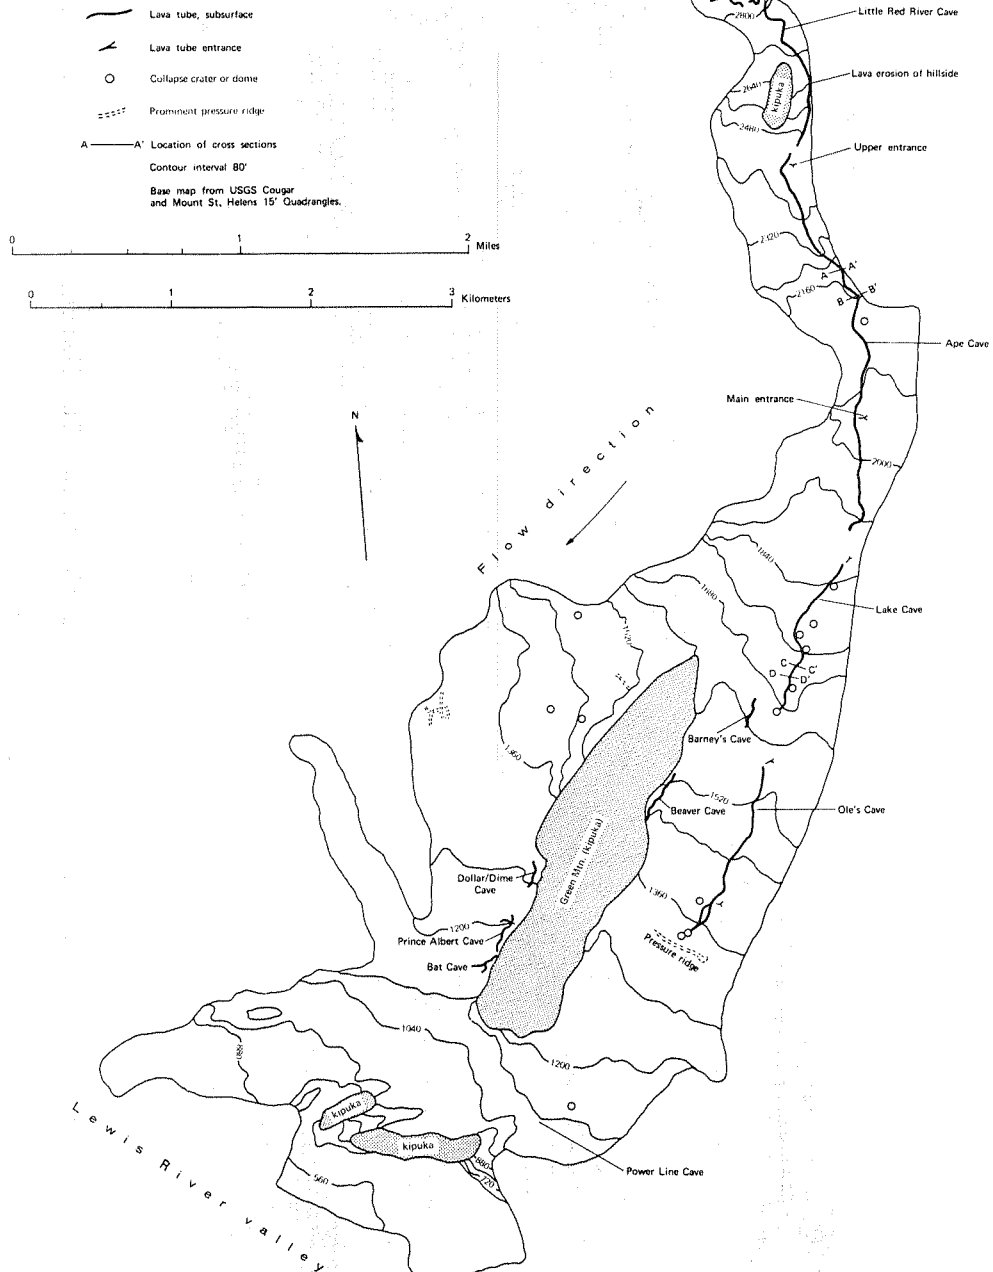 Lava tube, subsurface
Lava tube entrance
Collapse crater or dome
Prominent pressure ridge
A A' Location of cross sections
Contour interval 80'
Base map from USGS Cougar
and Mount St. Helens 15' Quadrangles.
0 1 2 Miles
0 1 2 3 Kilometers
N
Flow direction
2800
Little Red River Cave
Lava erosion of hillside
2640
kipuka
2480
Upper entrance
2320
A A'
2160
B B'
Ape Cave
Main entrance
2000
1840
1680
Lake Cave
1520
C C'
D D'
Barney's Cave
1360
1520
Beaver Cave
Ole's Cave
Green Mtn. (kipuka)
Dollar/Dime
Cave
1360
1200
Prince Albert Cave
Pressure ridge
Bat Cave
1040
880
1200
kipuka
kipuka
880
720
560
Power Line Cave
Lewis River valley